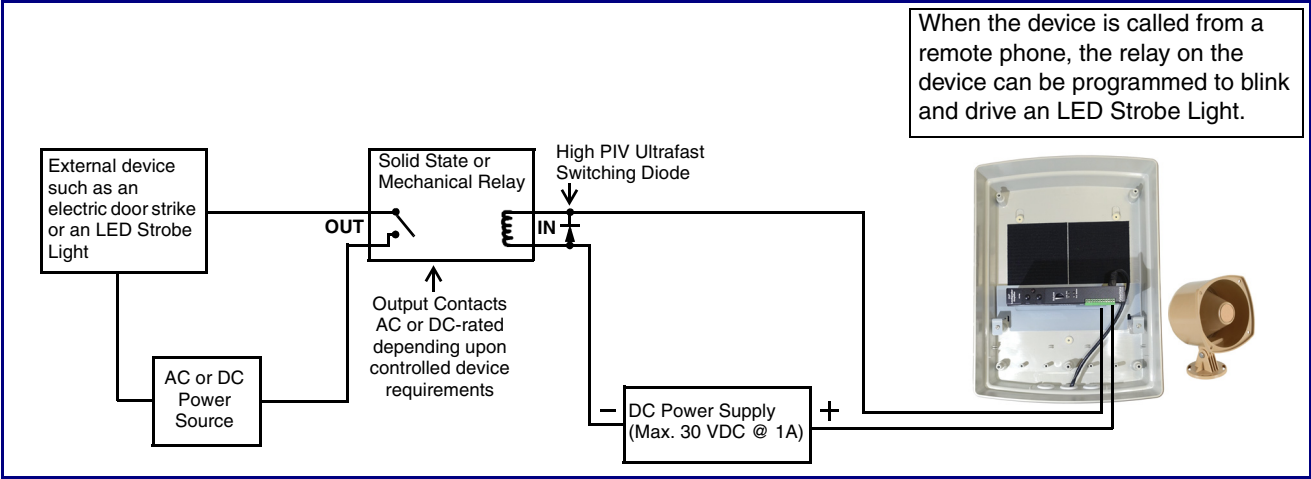 When the device is called from a
remote phone, the relay on the
device can be programmed to blink
and drive an LED Strobe Light.
External device
such as an
electric door strike
or an LED Strobe
Light
Solid State or
Mechanical Relay
OUT
IN
High PIV Ultrafast
Switching Diode
Output Contacts
AC or DC-rated
depending upon
controlled device
requirements
AC or DC
Power
Source
– DC Power Supply +
(Max. 30 VDC @ 1A)